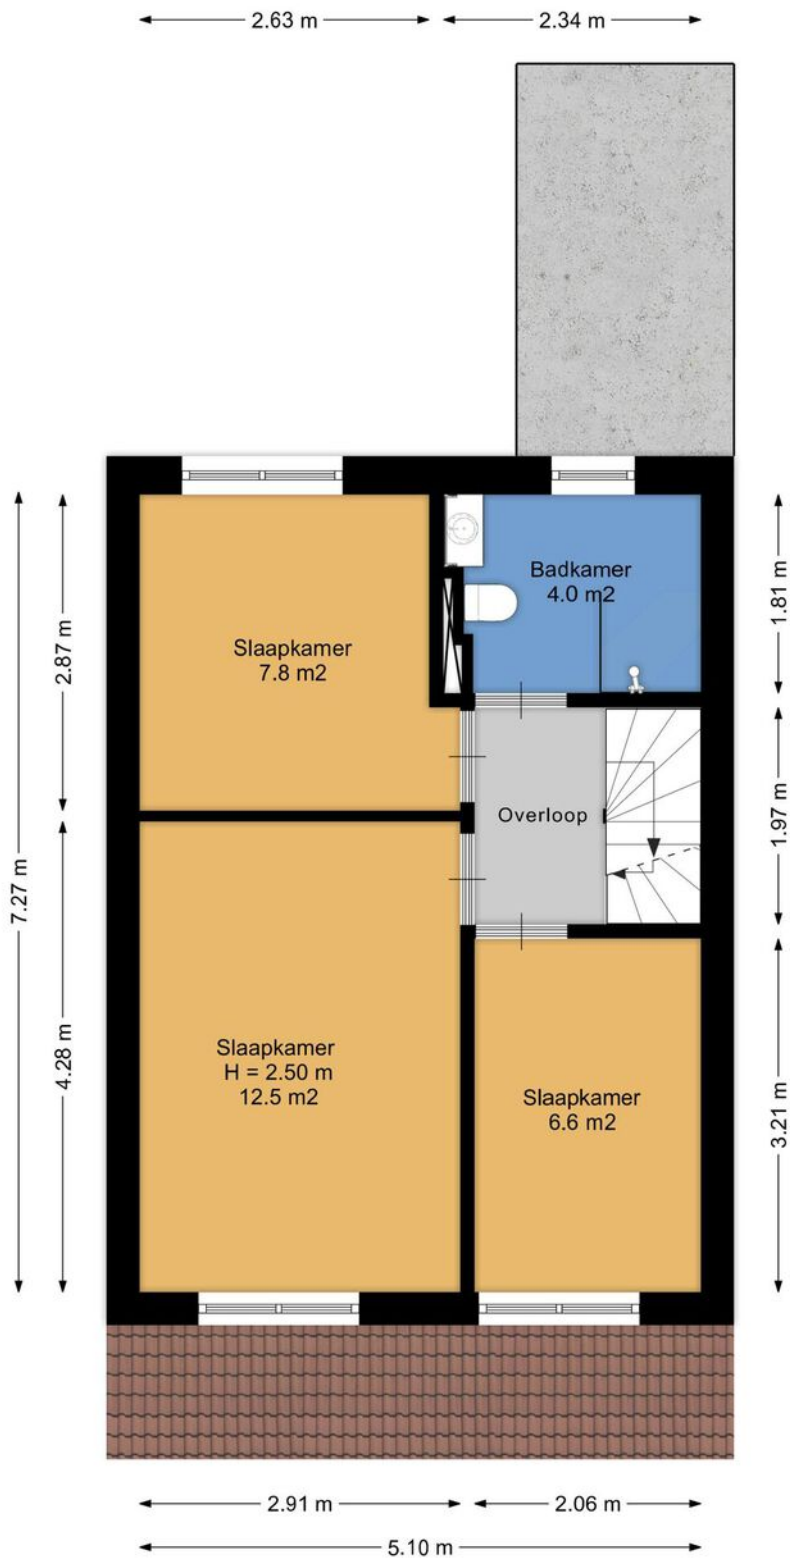 2.63 m
2.34 m
Badkamer
4.0 m2
1.81 m
Slaapkamer
7.8 m2
2.87 m
Overloop
1.97 m
7.27 m
Slaapkamer
H = 2.50 m
12.5 m2
4.28 m
Slaapkamer
6.6 m2
3.21 m
2.91 m
2.06 m
5.10 m